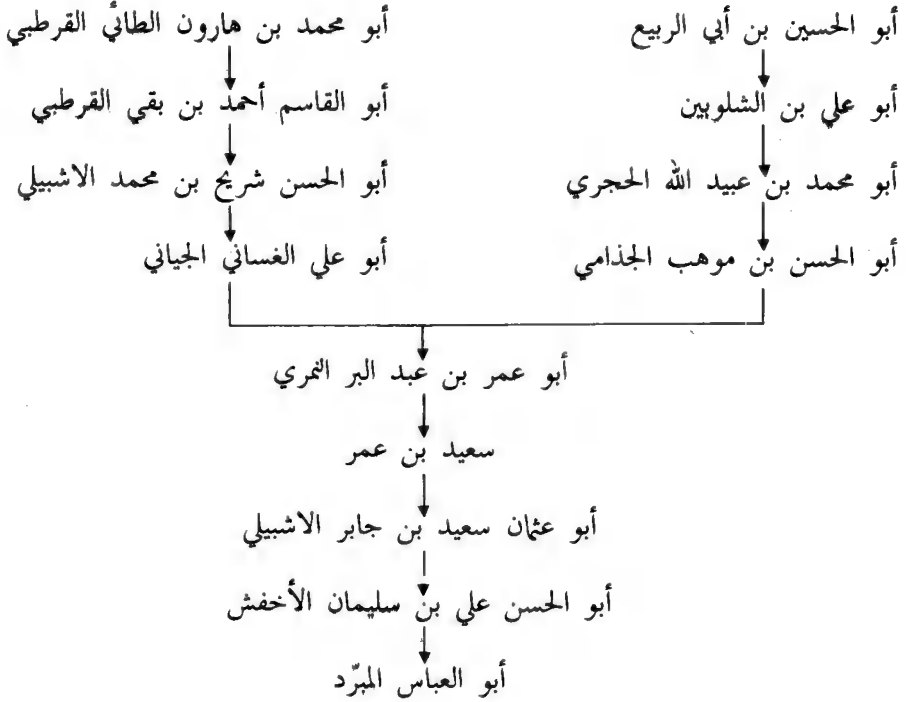 أبو الحسين بن أبي الربيع
أبو محمد بن هارون الطائي القرطبي
أبو علي بن الشلوبين
أبو القاسم أحمد بن بقي القرطبي
أبو محمد بن عبيد الله الحجري
أبو الحسن شريح بن محمد الاشبيلي
أبو الحسن بن موهب الجذامي
أبو علي الغساني الجياني
أبو عمر بن عبد البر النمري
سعيد بن عمر
أبو عثمان سعيد بن جابر الاشبيلي
أبو الحسن علي بن سليمان الأخفش
أبو العباس المبرّد